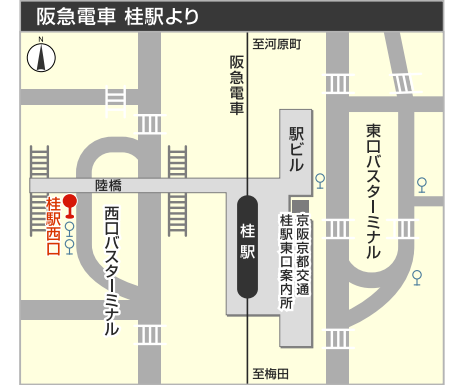 阪急電車 桂駅より
N
至河原町
阪急電車
駅ビル
東口バスターミナル
陸橋
桂駅西口
西口バスターミナル
桂駅
京阪京都交通
桂駅東口案内所
至梅田